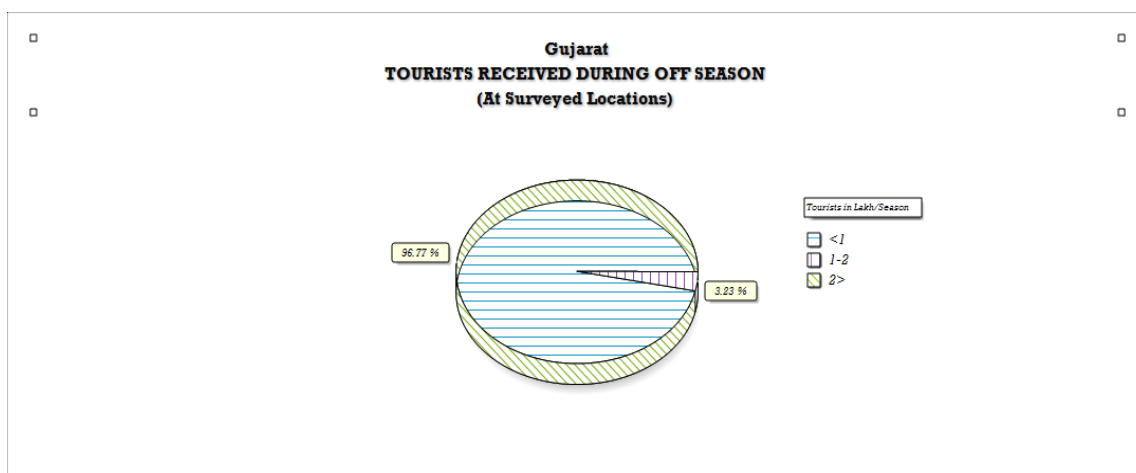 Gujarat
TOURISTS RECEIVED DURING OFF SEASON
(At Surveyed Locations)
Tourists in Lakh/Season
<1
1-2
2>
96.77 %
3.23 %